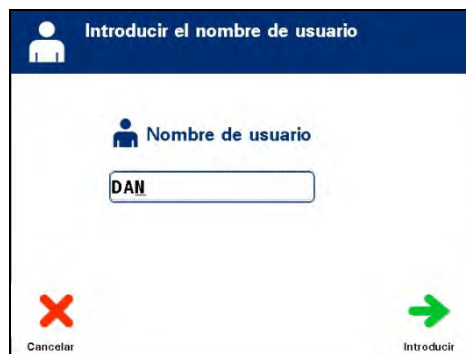 Introducir el nombre de usuario
Nombre de usuario
DAN
Cancelar
Introducir